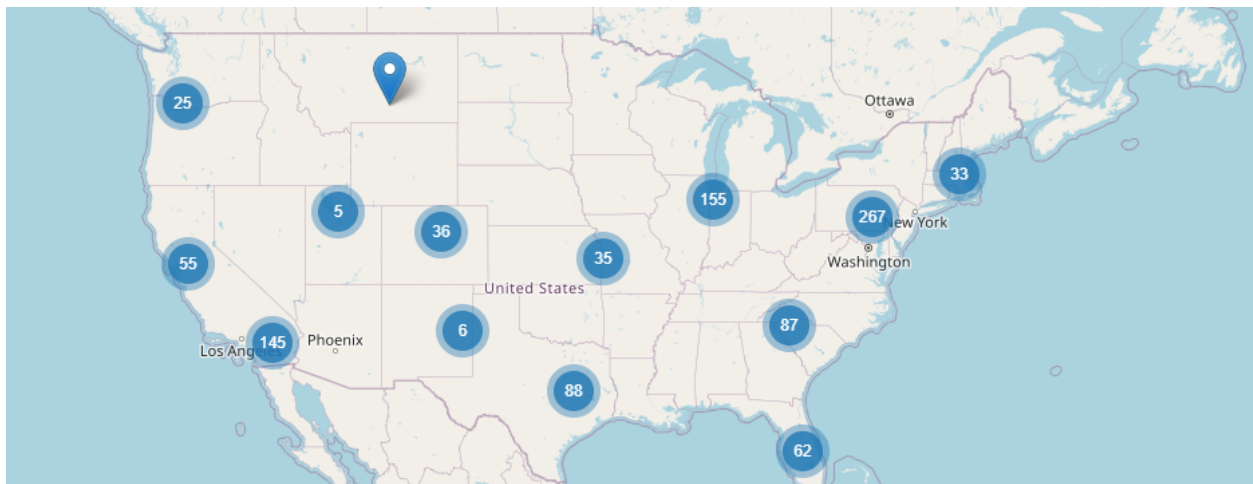 Ottawa
25
33
155
5
267
New York
36
Washington
35
55
United States
87
6
145
Los Angeles
Phoenix
88
62